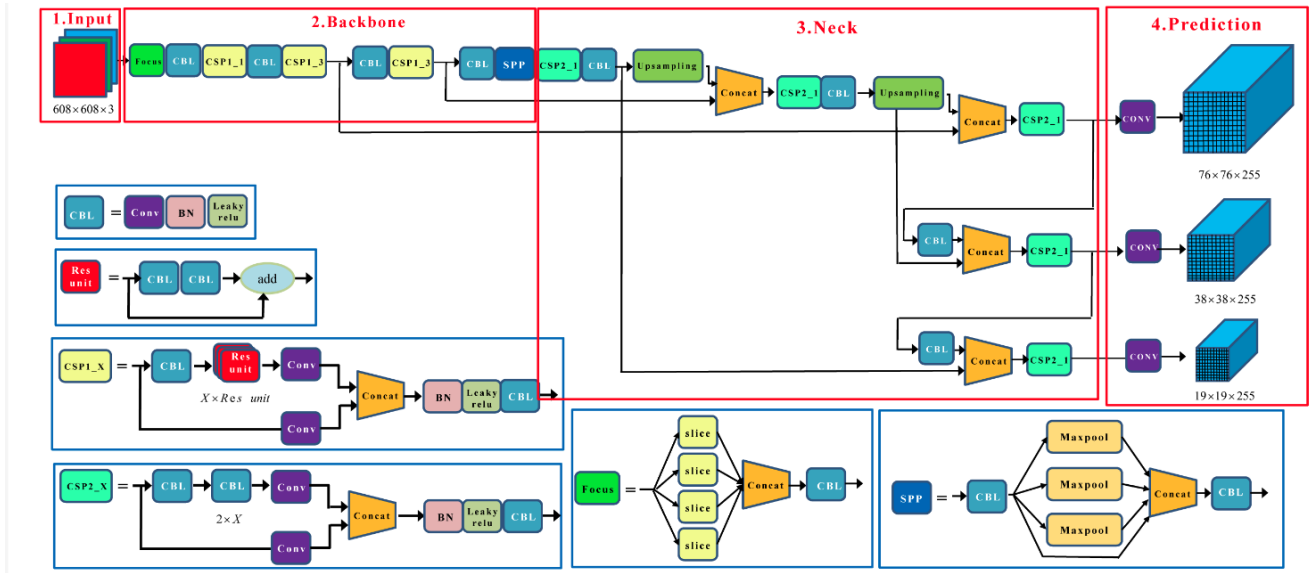 1.Input
2.Backbone
3.Neck
4.Prediction
608×608×3
Focus
CBL
CSP1_1
CBL
CSP1_3
CBL
CSP1_3
CBL
SPP
CSP2_1
CBL
Upsampling
Concat
CSP2_1
CBL
Upsampling
Concat
CSP2_1
CONV
76×76×255
CBL
Concat
CSP2_1
CONV
38×38×255
CBL
Concat
CSP2_1
CONV
19×19×255
CBL
=
Conv
BN
Leaky
relu
Res
unit
=
CBL
CBL
add
CSP1_X
=
CBL
Res
unit
X×Res unit
Conv
Conv
Concat
BN
Leaky
relu
CBL
CSP2_X
=
CBL
CBL
2×X
Conv
Conv
Concat
BN
Leaky
relu
CBL
Focus
=
slice
slice
slice
slice
Concat
CBL
SPP
=
CBL
Maxpool
Maxpool
Maxpool
Concat
CBL